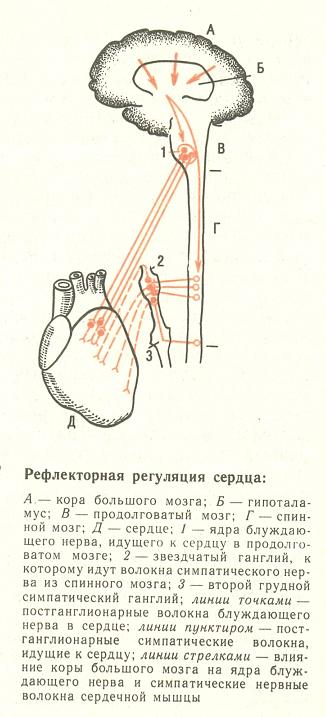 А
Б
1
В
Г
2
3
Д
Рефлекторная регуляция сердца:
А — кора большого мозга; Б — гипотала-
мус; В — продолговатый мозг; Г — спин-
ной мозг; Д — сердце; 1 — ядра блуждаю-
щего нерва, идущего к сердцу в продолго-
ватом мозге; 2 — звездчатый ганглий, к
которому идут волокна симпатического нер-
ва из спинного мозга; 3 — второй грудной
симпатический ганглий; линии точками —
постганглионарные волокна блуждающего
нерва в сердце; линии пунктиром — пост-
ганглионарные симпатические волокна,
идущие к сердцу; линии стрелками — влия-
ние коры большого мозга на ядра блуж-
дающего нерва и симпатические нервные
волокна сердечной мышцы